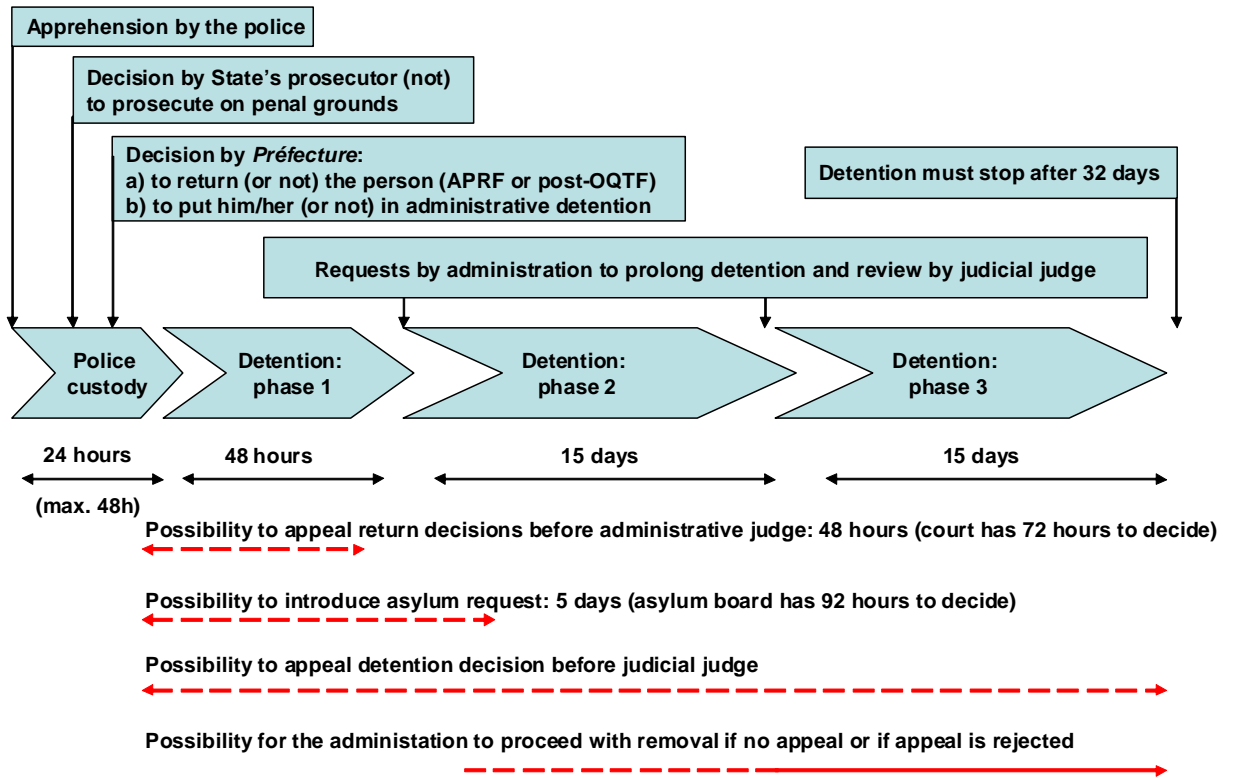 Apprehension by the police
Decision by State's prosecutor (not)
to prosecute on penal grounds
Decision by Préfecture:
a) to return (or not) the person (APRF or post-OQTF)
b) to put him/her (or not) in administrative detention
Detention must stop after 32 days
Requests by administration to prolong detention and review by judicial judge
Police
custody
Detention:
phase 1
Detention:
phase 2
Detention:
phase 3
24 hours
48 hours
15 days
15 days
(max. 48h)
Possibility to appeal return decisions before administrative judge: 48 hours (court has 72 hours to decide)
Possibility to introduce asylum request: 5 days (asylum board has 92 hours to decide)
Possibility to appeal detention decision before judicial judge
Possibility for the administation to proceed with removal if no appeal or if appeal is rejected